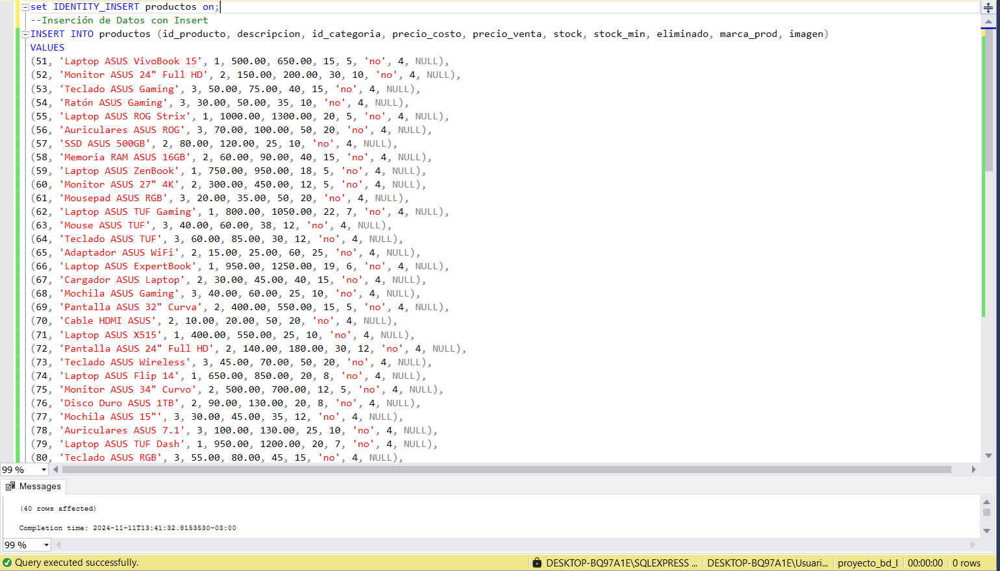 set IDENTITY_INSERT productos on;
--Inserción de Datos con Insert
INSERT INTO productos (id_producto, descripcion, id_categoria, precio_costo, precio_venta, stock, stock_min, eliminado, marca_prod, imagen)
VALUES
(51, 'Laptop ASUS VivoBook 15', 1, 500.00, 650.00, 15, 5, 'no', 4, NULL),
(52, 'Monitor ASUS 24" Full HD', 2, 150.00, 200.00, 30, 10, 'no', 4, NULL),
(53, 'Teclado ASUS Gaming', 3, 50.00, 75.00, 40, 15, 'no', 4, NULL),
(54, 'Ratón ASUS Gaming', 3, 30.00, 50.00, 35, 10, 'no', 4, NULL),
(55, 'Laptop ASUS ROG Strix', 1, 1000.00, 1300.00, 20, 5, 'no', 4, NULL),
(56, 'Auriculares ASUS ROG', 3, 70.00, 100.00, 50, 20, 'no', 4, NULL),
(57, 'SSD ASUS 500GB', 2, 80.00, 120.00, 25, 10, 'no', 4, NULL),
(58, 'Memoria RAM ASUS 16GB', 2, 60.00, 90.00, 40, 15, 'no', 4, NULL),
(59, 'Laptop ASUS ZenBook', 1, 750.00, 950.00, 18, 5, 'no', 4, NULL),
(60, 'Monitor ASUS 27" 4K', 2, 300.00, 450.00, 12, 5, 'no', 4, NULL),
(61, 'Mousepad ASUS RGB', 3, 20.00, 35.00, 50, 20, 'no', 4, NULL),
(62, 'Laptop ASUS TUF Gaming', 1, 800.00, 1050.00, 22, 7, 'no', 4, NULL),
(63, 'Mouse ASUS TUF', 3, 40.00, 60.00, 38, 12, 'no', 4, NULL),
(64, 'Teclado ASUS TUF', 3, 60.00, 85.00, 30, 12, 'no', 4, NULL),
(65, 'Adaptador ASUS WiFi', 2, 15.00, 25.00, 60, 25, 'no', 4, NULL),
(66, 'Laptop ASUS ExpertBook', 1, 950.00, 1250.00, 19, 6, 'no', 4, NULL),
(67, 'Cargador ASUS Laptop', 2, 30.00, 45.00, 40, 15, 'no', 4, NULL),
(68, 'Mochila ASUS Gaming', 3, 40.00, 60.00, 25, 10, 'no', 4, NULL),
(69, 'Pantalla ASUS 32" Curva', 2, 400.00, 550.00, 15, 5, 'no', 4, NULL),
(70, 'Cable HDMI ASUS', 2, 10.00, 20.00, 50, 20, 'no', 4, NULL),
(71, 'Laptop ASUS X515', 1, 400.00, 550.00, 25, 10, 'no', 4, NULL),
(72, 'Pantalla ASUS 24" Full HD', 2, 140.00, 180.00, 30, 12, 'no', 4, NULL),
(73, 'Teclado ASUS Wireless', 3, 45.00, 70.00, 50, 20, 'no', 4, NULL),
(74, 'Laptop ASUS Flip 14', 1, 650.00, 850.00, 20, 8, 'no', 4, NULL),
(75, 'Monitor ASUS 34" Curvo', 2, 500.00, 700.00, 12, 5, 'no', 4, NULL),
(76, 'Disco Duro ASUS 1TB', 2, 90.00, 130.00, 20, 8, 'no', 4, NULL),
(77, 'Mochila ASUS 15"', 3, 30.00, 45.00, 35, 12, 'no', 4, NULL),
(78, 'Auriculares ASUS 7.1', 3, 100.00, 130.00, 25, 10, 'no', 4, NULL),
(79, 'Laptop ASUS TUF Dash', 1, 950.00, 1200.00, 20, 7, 'no', 4, NULL),
(80, 'Teclado ASUS RGB', 3, 55.00, 80.00, 45, 15, 'no', 4, NULL),
99 %
Messages
(40 rows affected)
Completion time: 2024-11-11T13:41:32.8153530-03:00
99 %
Query executed successfully. DESKTOP-BQ97A1E\SQLEXPRESS ... DESKTOP-BQ97A1E\Usuari... proyecto_bd_I 00:00:00 0 rows